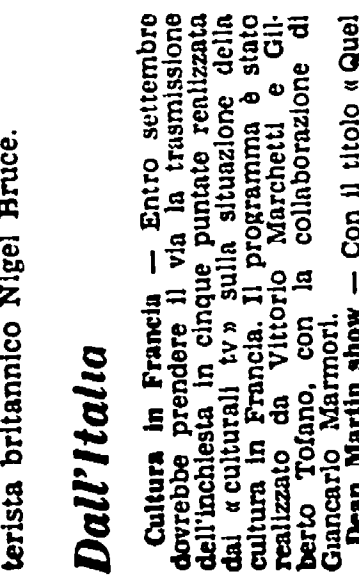 terista britannico Nigel Bruce.
Dall'Italia
Cultura in Francia — Entro settembre
dovrebbe prendere il via la trasmissione
dell'inchiesta in cinque puntate realizzata
dai « culturali tv » sulla situazione della
cultura in Francia. Il programma è stato
realizzato da Vittorio Marchetti e Gil-
berto Tofano, con la collaborazione di
Giancarlo Marmori.
Dean Martin show — Con il titolo « Quel